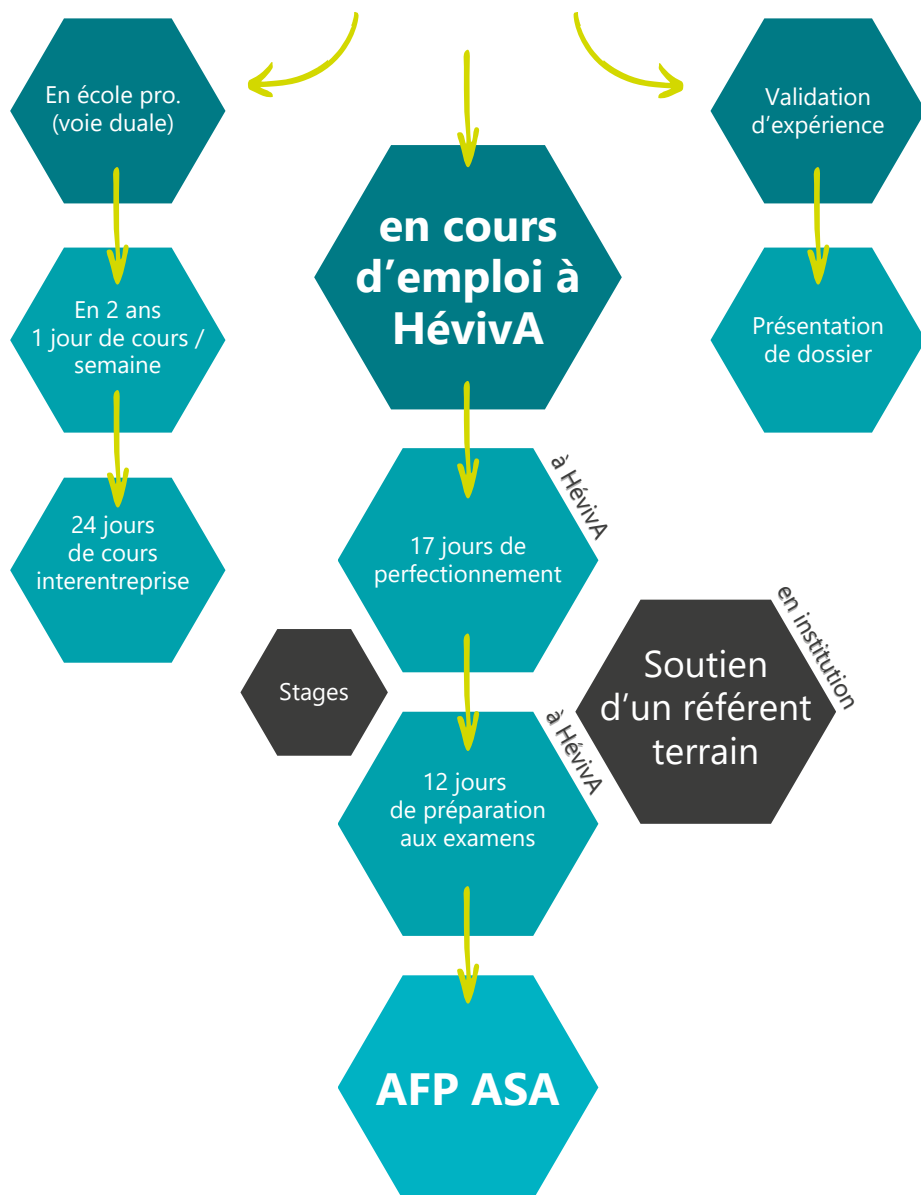 En école pro.
(voie duale)
En 2 ans
1 jour de cours /
semaine
24 jours
de cours
interentreprise
en cours
d’emploi à
HévivA
17 jours de
perfectionnement
à HévivA
Stages
12 jours
de préparation
aux examens
à HévivA
Soutien
d’un référent
terrain
en institution
AFP ASA
Validation
d’expérience
Présentation
de dossier